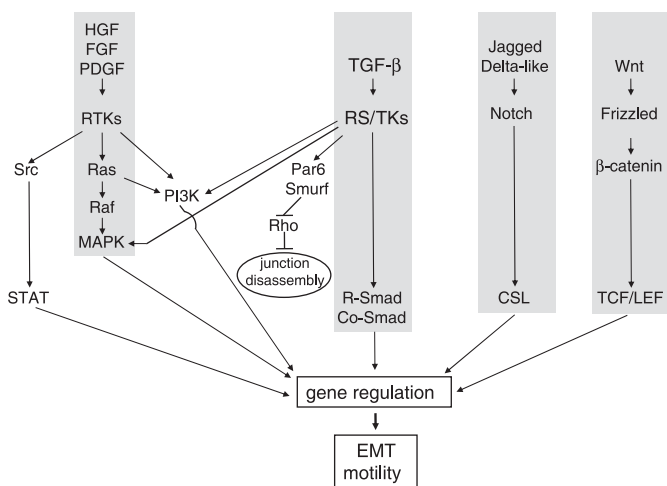 HGF
FGF
PDGF
RTKs
Src
Ras
Raf
MAPK
STAT
PI3K
TGF-β
RS/TKs
Par6
Smurf
Rho
junction
disassembly
R-Smad
Co-Smad
Jagged
Delta-like
Notch
CSL
Wnt
Frizzled
β-catenin
TCF/LEF
gene regulation
EMT
motility